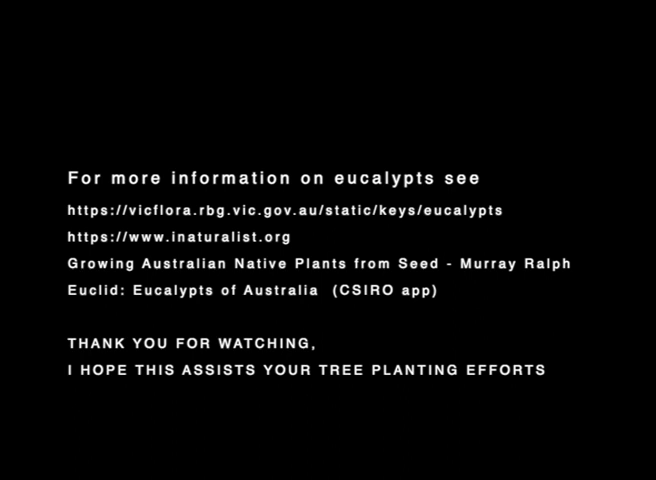 For more information on eucalypts see
https://vicflora.rbg.vic.gov.au/static/keys/eucalypts
https://www.inaturalist.org
Growing Australian Native Plants from Seed - Murray Ralph
Euclid: Eucalypts of Australia (CSIRO app)
THANK YOU FOR WATCHING,
I HOPE THIS ASSISTS YOUR TREE PLANTING EFFORTS